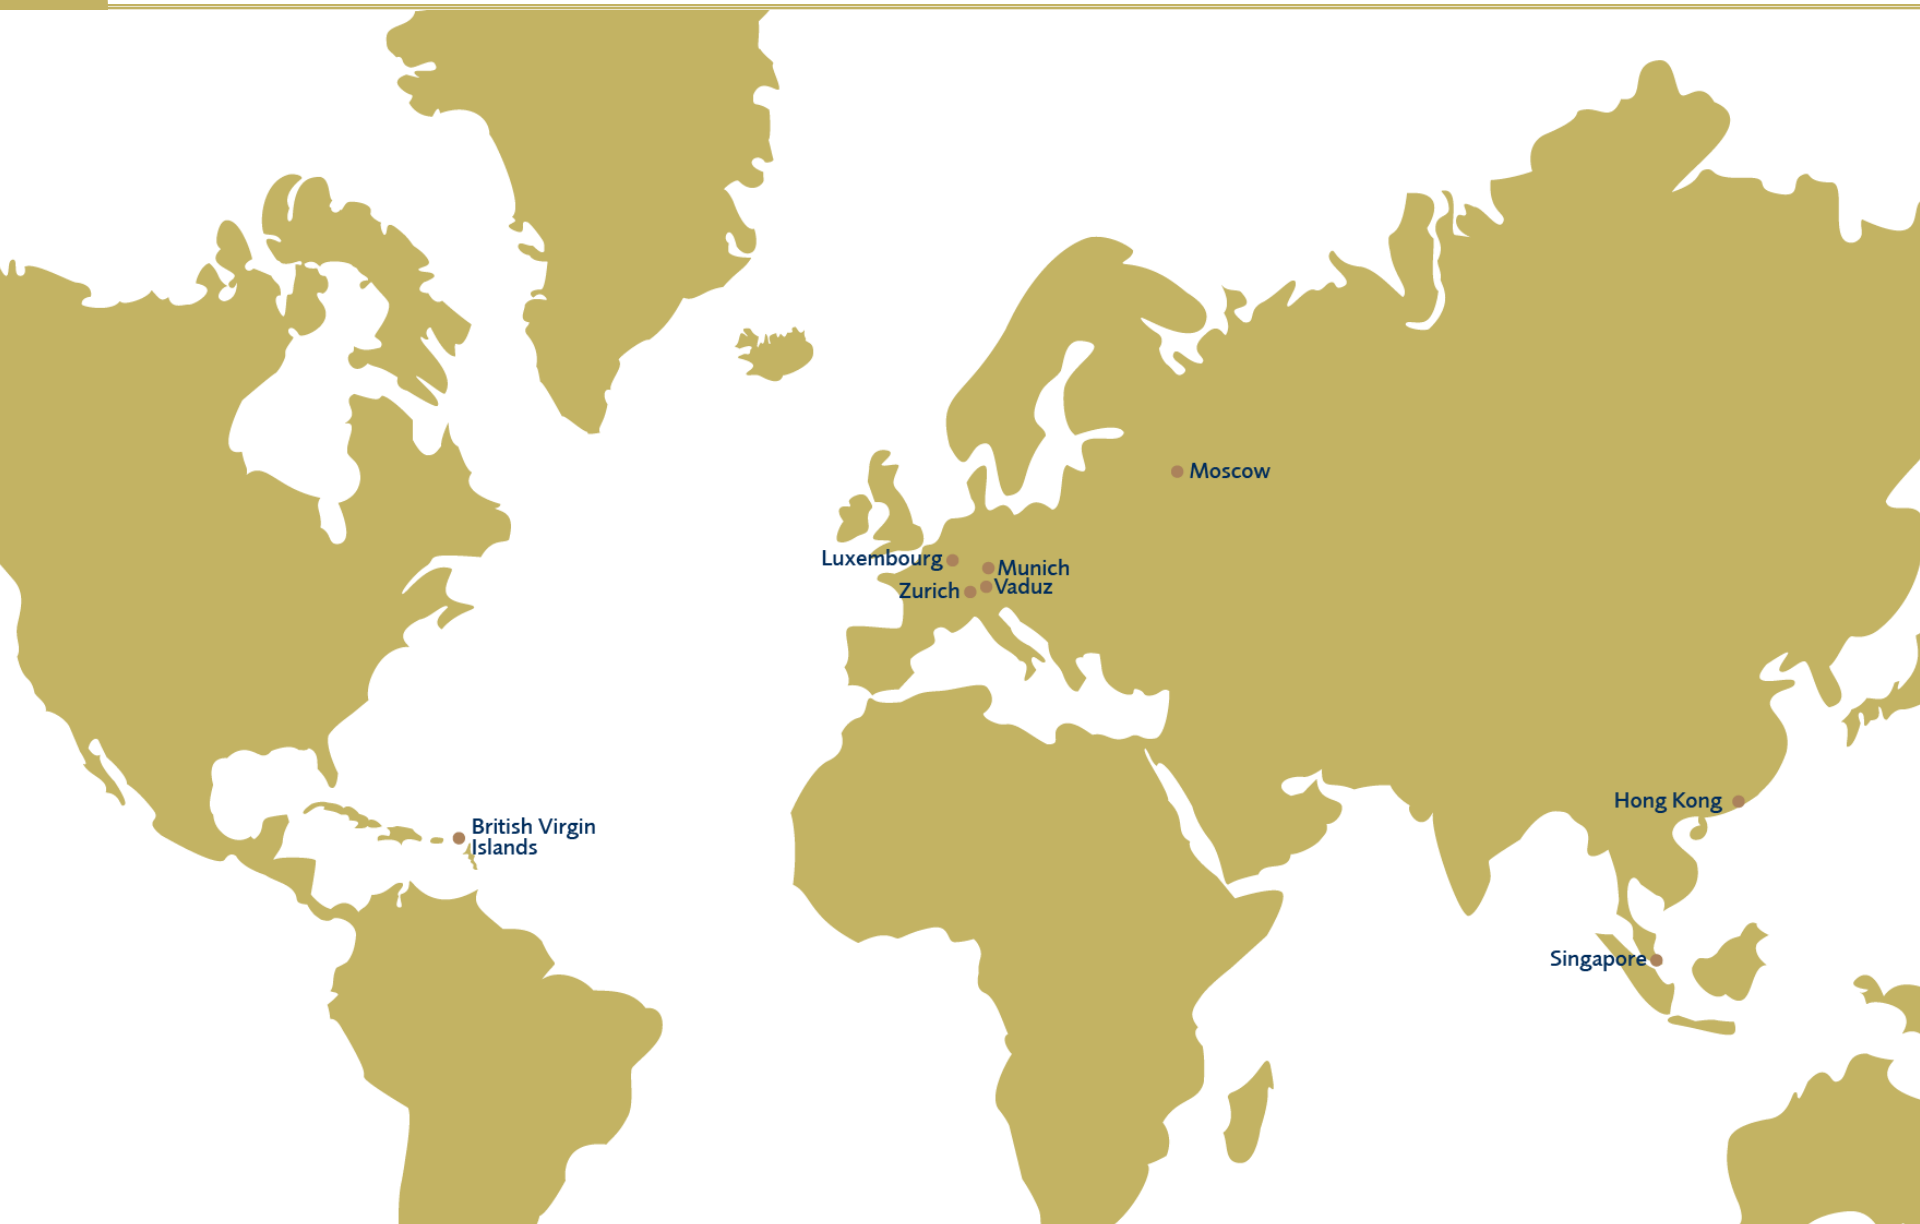 Moscow
Luxembourg
Munich
Vaduz
Zurich
Hong Kong
British Virgin
Islands
Singapore